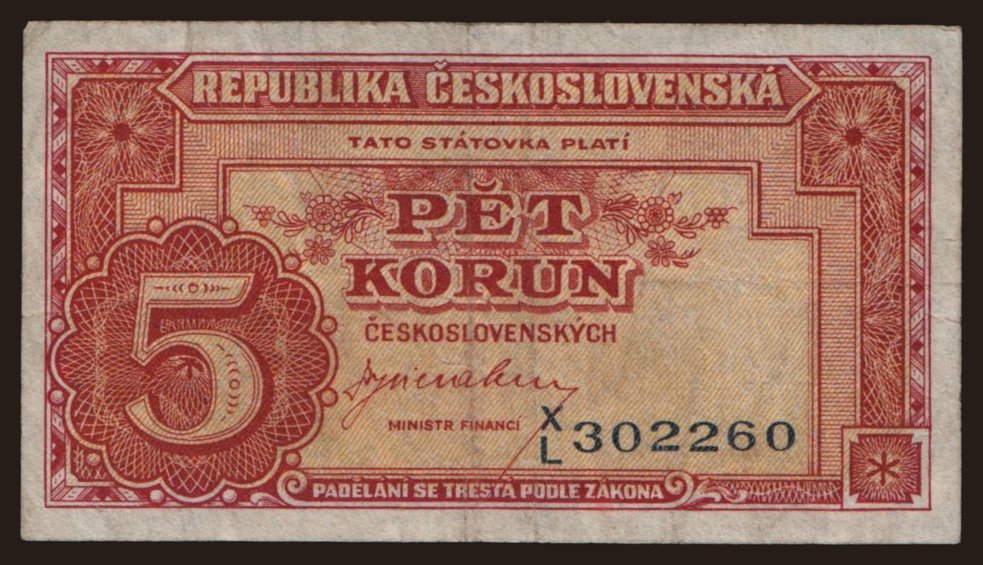 REPUBLIKA ČESKOSLOVENSKÁ
TATO STÁTOVKA PLATÍ
PĚT
KORUN
ČESKOSLOVENSKÝCH
5
MINISTR FINANCÍ
X/L 302260
PADĚLÁNÍ SE TRESTÁ PODLE ZÁKONA